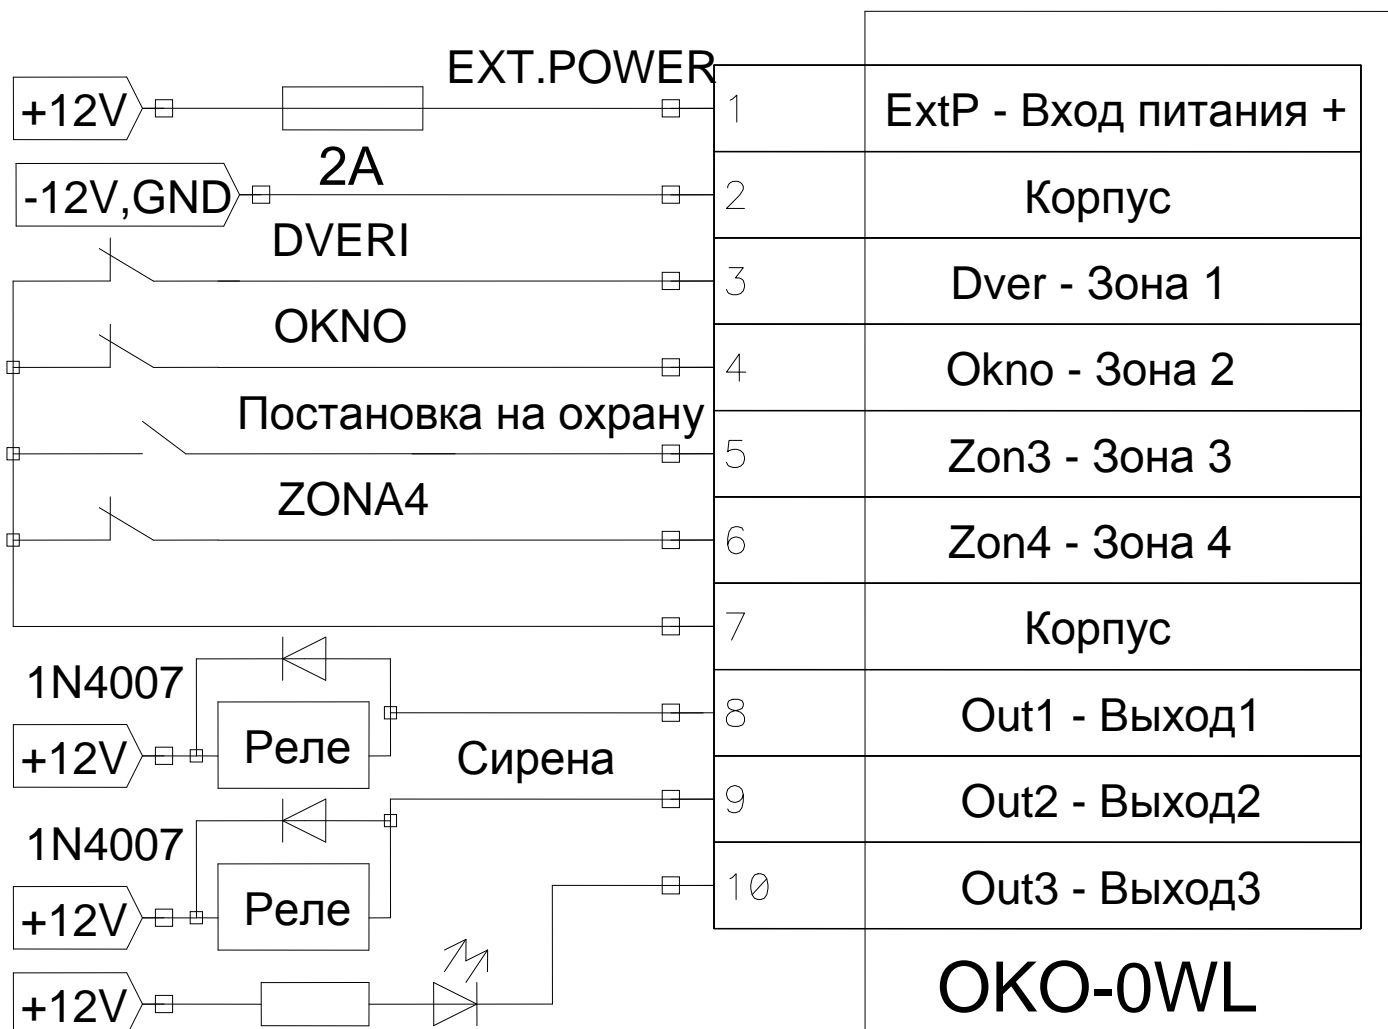 EXT.POWER
+12V
1
ExtP - Вход питания +
2A
-12V,GND
2
Корпус
DVERI
3
Dver - Зона 1
OKNO
4
Okno - Зона 2
Постановка на охрану
5
Zon3 - Зона 3
ZONA4
6
Zon4 - Зона 4
7
Корпус
1N4007
8
Out1 - Выход1
+12V
Реле
Сирена
9
Out2 - Выход2
1N4007
+12V
Реле
10
Out3 - Выход3
+12V
OKO-0WL